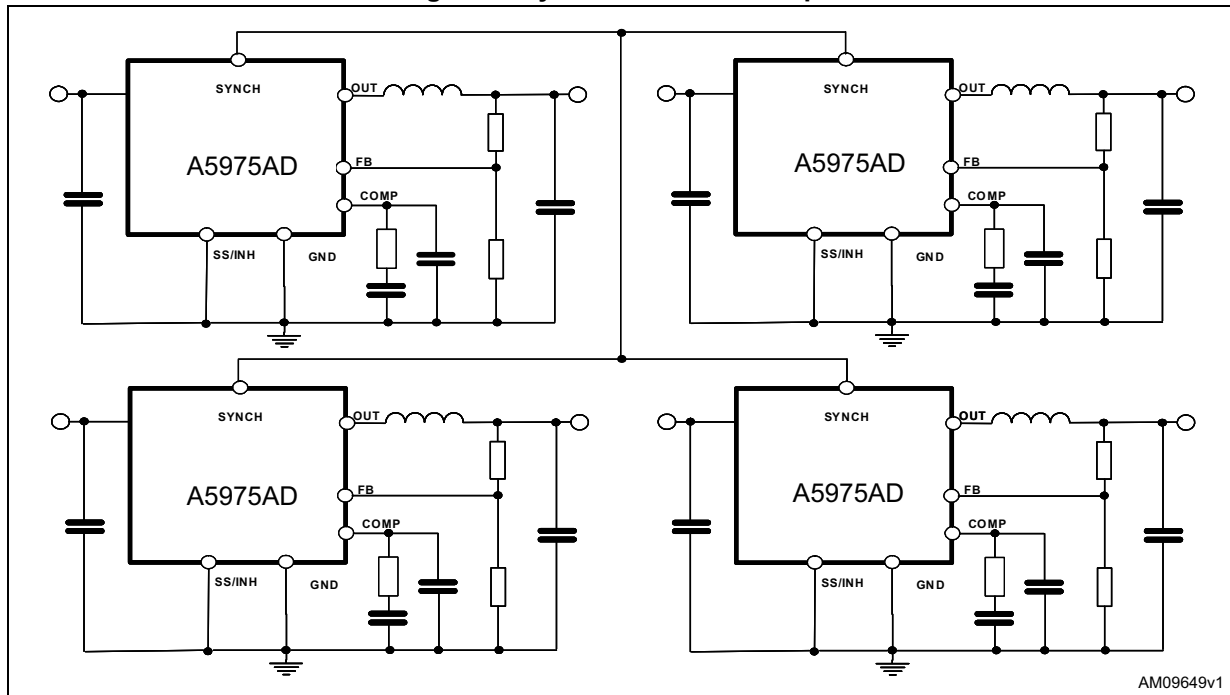 SYNCH
OUT
A5975AD
FB
COMP
SS/INH
GND
SYNCH
OUT
A5975AD
FB
COMP
SS/INH
GND
SYNCH
OUT
A5975AD
FB
COMP
SS/INH
GND
SYNCH
OUT
A5975AD
FB
COMP
SS/INH
GND
AM09649v1